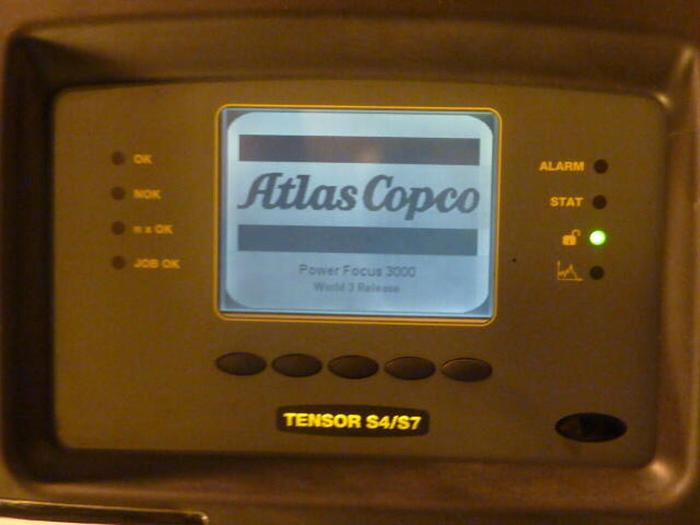 OK
NOK
n x OK
JOB OK
Atlas Copco
Power Focus 3000
World 3 Release
ALARM
STAT
TENSOR S4/S7